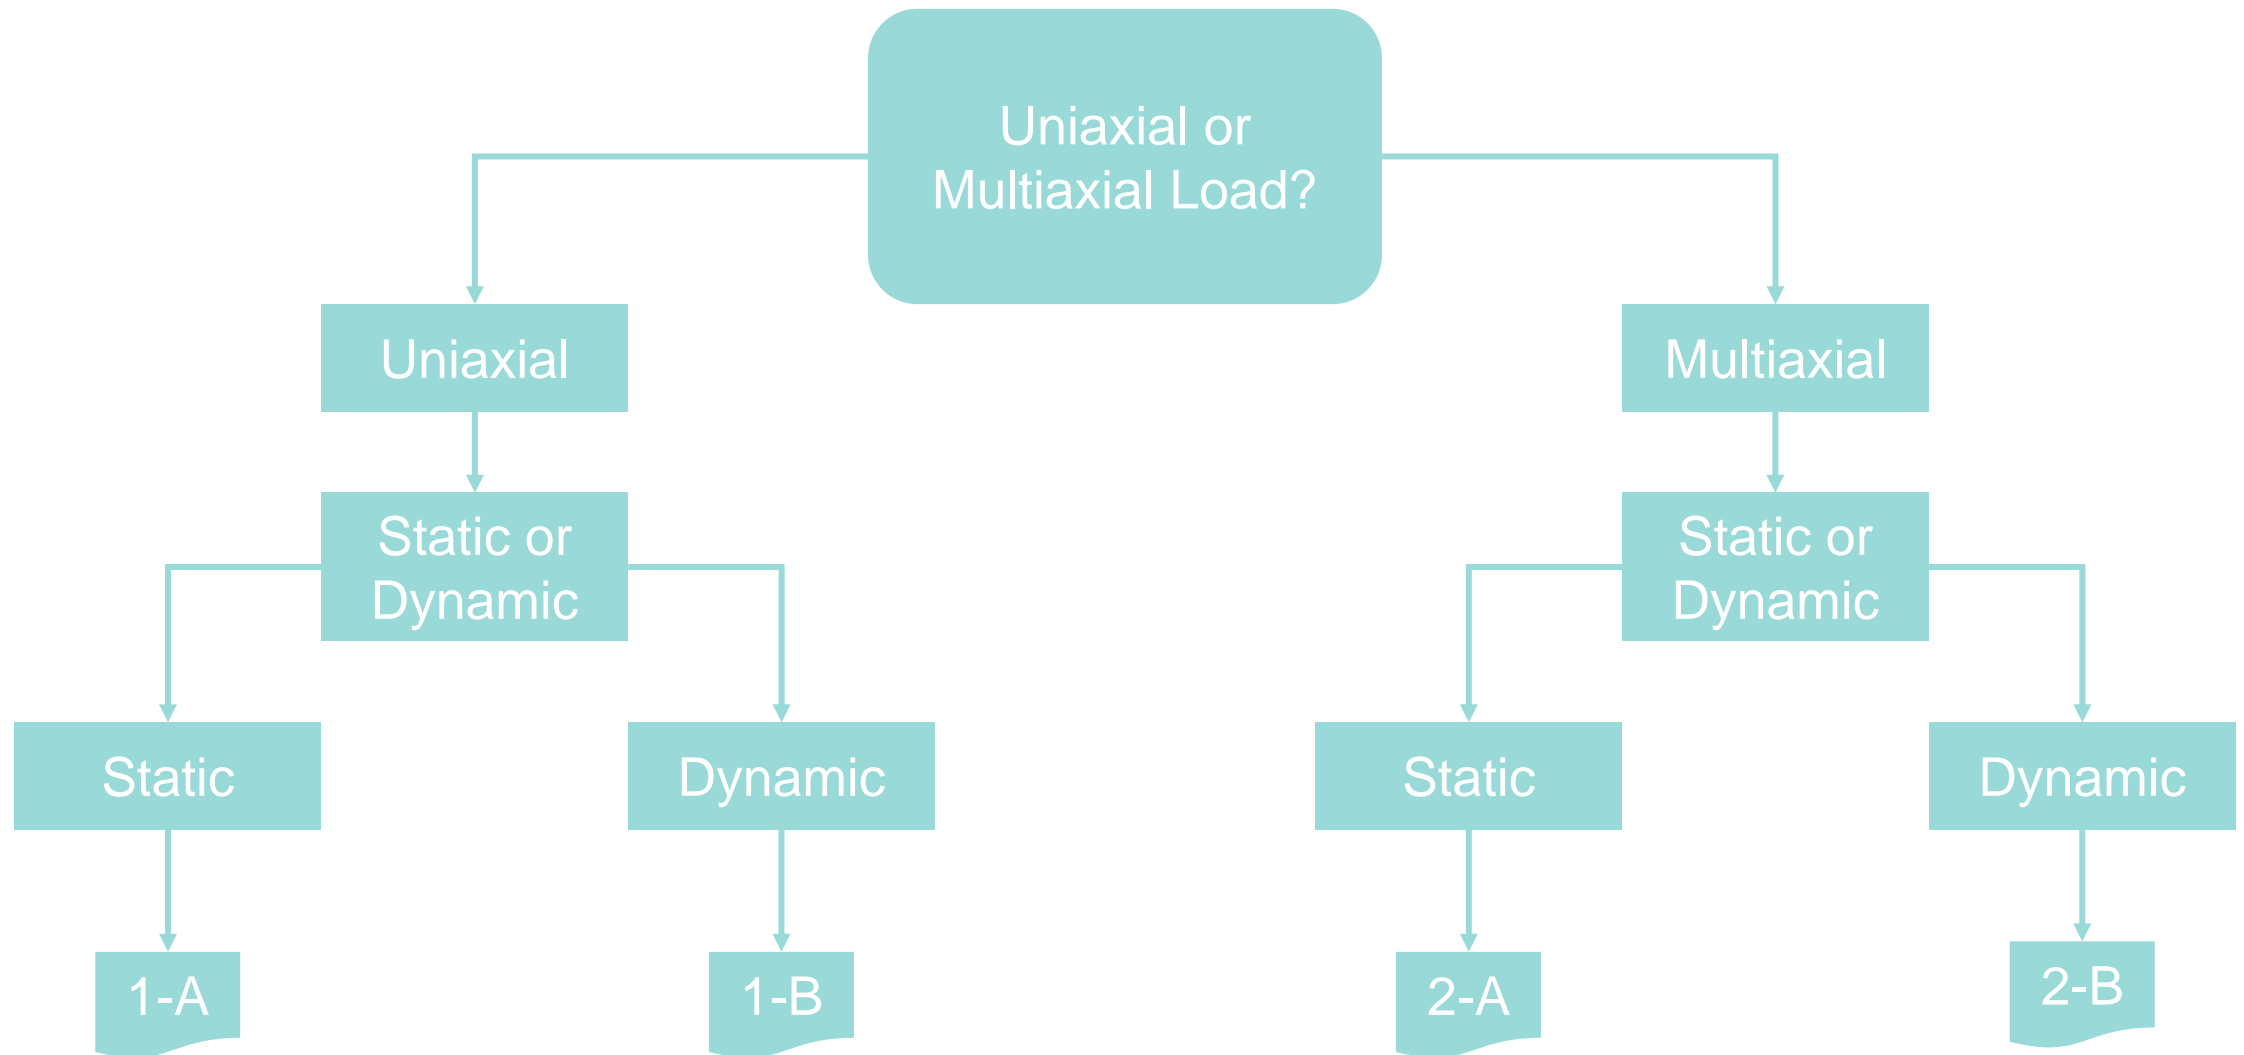 Uniaxial or
Multiaxial Load?
Uniaxial
Multiaxial
Static or
Dynamic
Static or
Dynamic
Static
Dynamic
Static
Dynamic
1-A
1-B
2-A
2-B